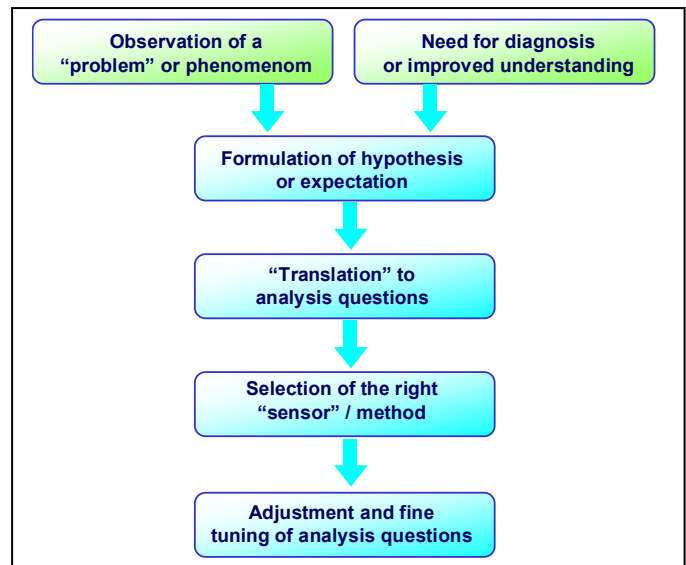 Observation of a
“problem” or phenomenom
Need for diagnosis
or improved understanding
Formulation of hypothesis
or expectation
“Translation” to
analysis questions
Selection of the right
“sensor” / method
Adjustment and fine
tuning of analysis questions